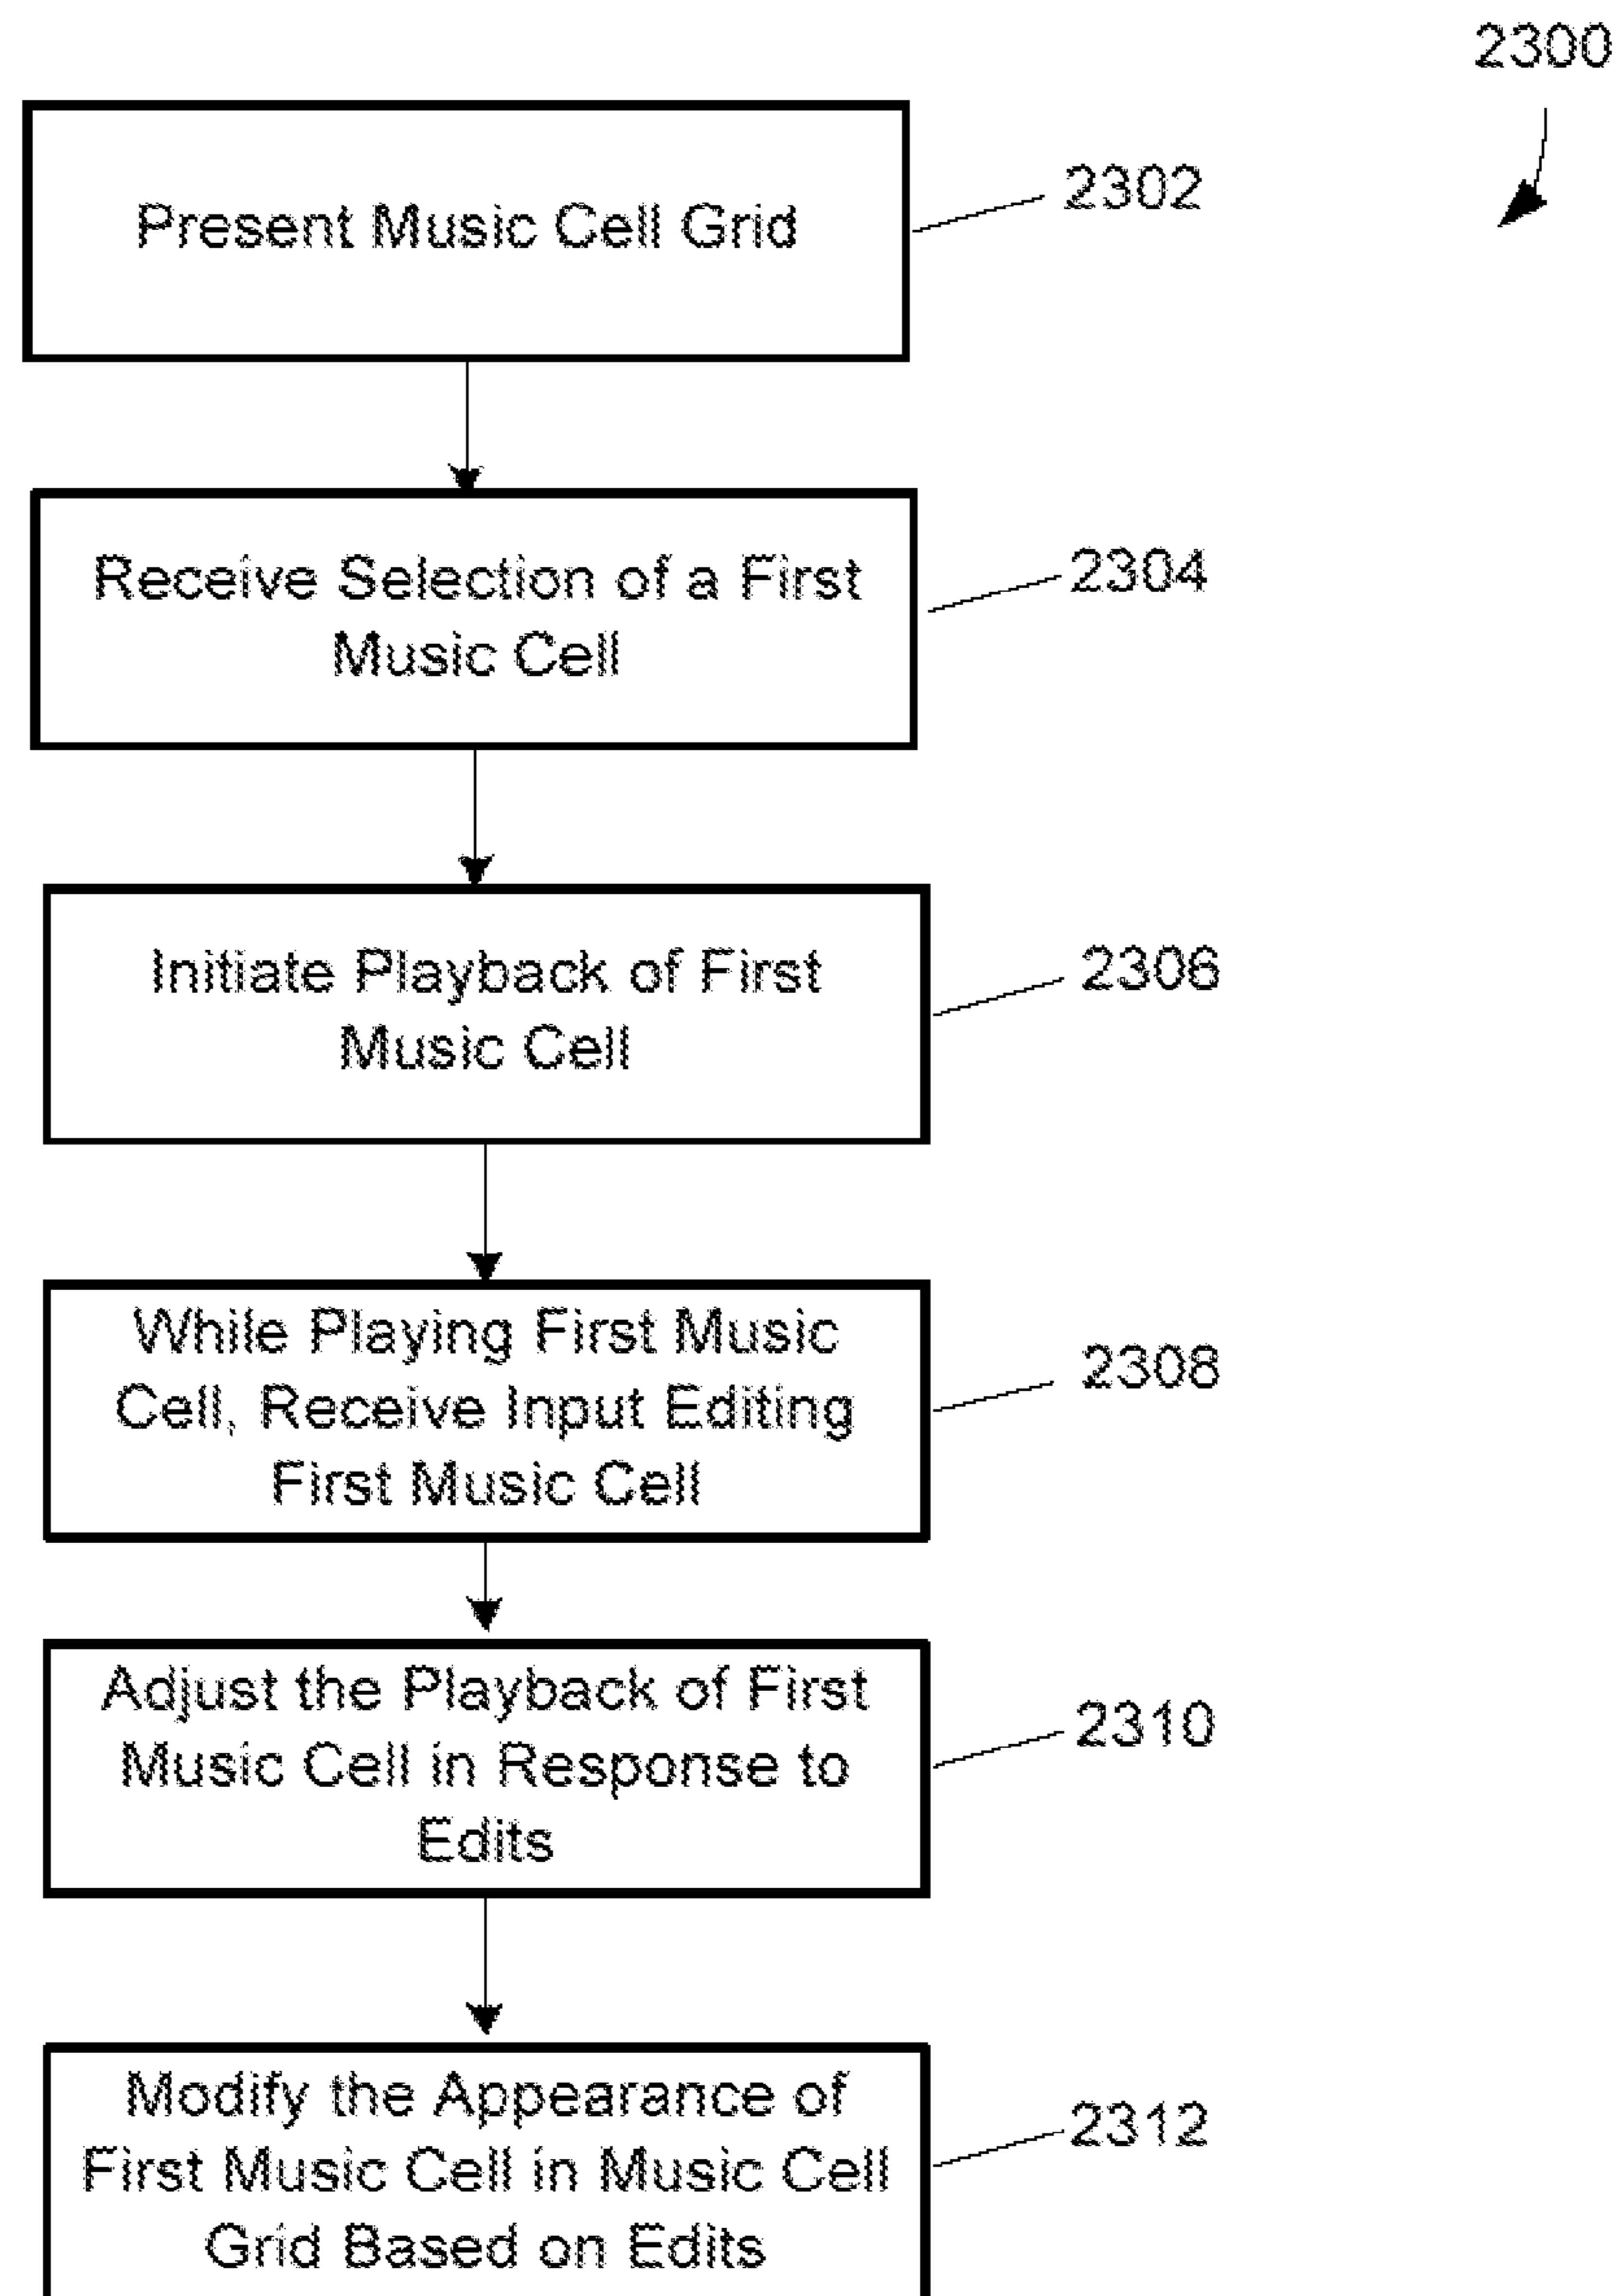 2300
Present Music Cell Grid
2302
Receive Selection of a First
Music Cell
2304
Initiate Playback of First
Music Cell
2306
While Playing First Music
Cell, Receive Input Editing
First Music Cell
2308
Adjust the Playback of First
Music Cell in Response to
Edits
2310
Modify the Appearance of
First Music Cell in Music Cell
Grid Based on Edits
2312